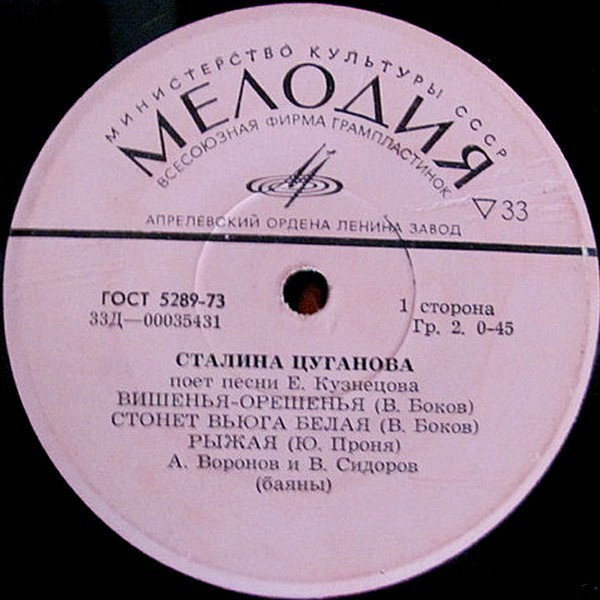 МИНИСТЕРСТВО КУЛЬТУРЫ СССР
МЕЛОДИЯ
ВСЕСОЮЗНАЯ ФИРМА ГРАМПЛАСТИНОК
▽33
АПРЕЛЕВСКИЙ ОРДЕНА ЛЕНИНА ЗАВОД
ГОСТ 5289-73
33Д—00035431
1 сторона
Гр. 2. 0-45
СТАЛИНА ЦУГАНОВА
поет песни Е. Кузнецова
ВИШЕНЬЯ-ОРЕШЕНЬЯ (В. Боков)
СТОНЕТ ВЬЮГА БЕЛАЯ (В. Боков)
РЫЖАЯ (Ю. Проня)
А. Воронов и В. Сидоров
(баяны)